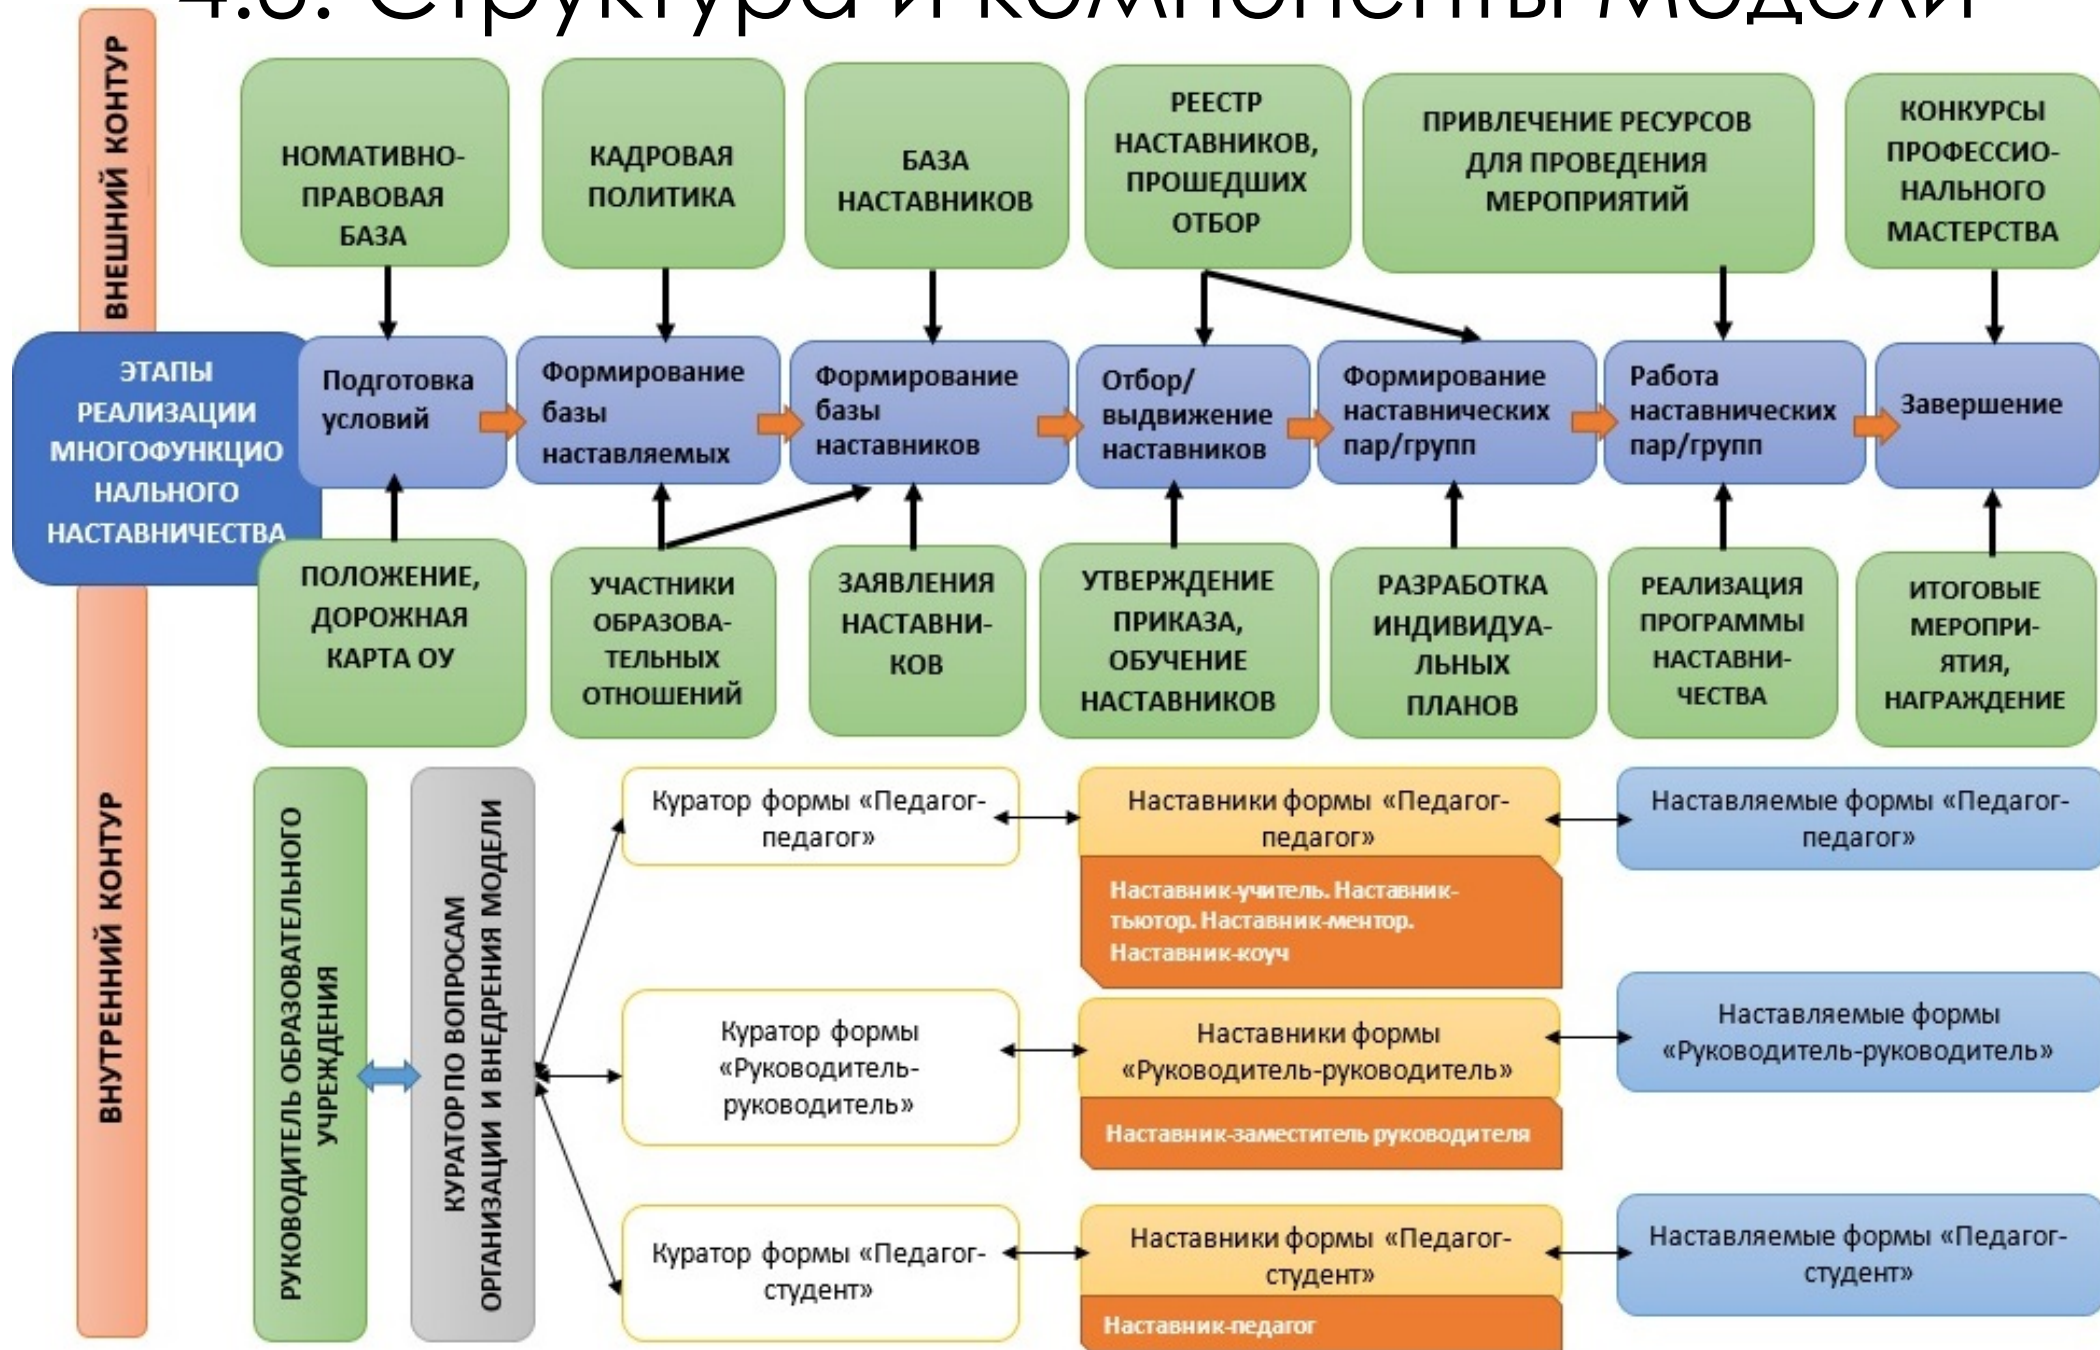 4.3. Структура и компоненты модели
ВНЕШНИЙ КОНТУР
НОМАТИВНО-
ПРАВОВАЯ
БАЗА
КАДРОВАЯ
ПОЛИТИКА
БАЗА
НАСТАВНИКОВ
РЕЕСТР
НАСТАВНИКОВ,
ПРОШЕДШИХ
ОТБОР
ПРИВЛЕЧЕНИЕ РЕСУРСОВ
ДЛЯ ПРОВЕДЕНИЯ
МЕРОПРИЯТИЙ
КОНКУРСЫ
ПРОФЕССИО-
НАЛЬНОГО
МАСТЕРСТВА
ЭТАПЫ
РЕАЛИЗАЦИИ
МНОГОФУНКЦИО
НАЛЬНОГО
НАСТАВНИЧЕСТВА
Подготовка
условий
Формирование
базы
наставляемых
Формирование
базы
наставников
Отбор/
выдвижение
наставников
Формирование
наставнических
пар/групп
Работа
наставнических
пар/групп
Завершение
ПОЛОЖЕНИЕ,
ДОРОЖНАЯ
КАРТА ОУ
УЧАСТНИКИ
ОБРАЗОВА-
ТЕЛЬНЫХ
ОТНОШЕНИЙ
ЗАЯВЛЕНИЯ
НАСТАВНИ-
КОВ
УТВЕРЖДЕНИЕ
ПРИКАЗА,
ОБУЧЕНИЕ
НАСТАВНИКОВ
РАЗРАБОТКА
ИНДИВИДУА-
ЛЬНЫХ
ПЛАНОВ
РЕАЛИЗАЦИЯ
ПРОГРАММЫ
НАСТАВНИ-
ЧЕСТВА
ИТОГОВЫЕ
МЕРОПРИ-
ЯТИЯ,
НАГРАЖДЕНИЕ
ВНУТРЕННИЙ КОНТУР
РУКОВОДИТЕЛЬ ОБРАЗОВАТЕЛЬНОГО
УЧРЕЖДЕНИЯ
КУРАТОР ПО ВОПРОСАМ
ОРГАНИЗАЦИИ И ВНЕДРЕНИЯ МОДЕЛИ
Куратор формы «Педагог-
педагог»
Наставники формы «Педагог-
педагог»
Наставник-учитель. Наставник-
тьютор. Наставник-ментор.
Наставник-коуч
Наставляемые формы «Педагог-
педагог»
Куратор формы
«Руководитель-
руководитель»
Наставники формы
«Руководитель-руководитель»
Наставник-заместитель руководителя
Наставляемые формы
«Руководитель-руководитель»
Куратор формы «Педагог-
студент»
Наставники формы «Педагог-
студент»
Наставник-педагог
Наставляемые формы «Педагог-
студент»